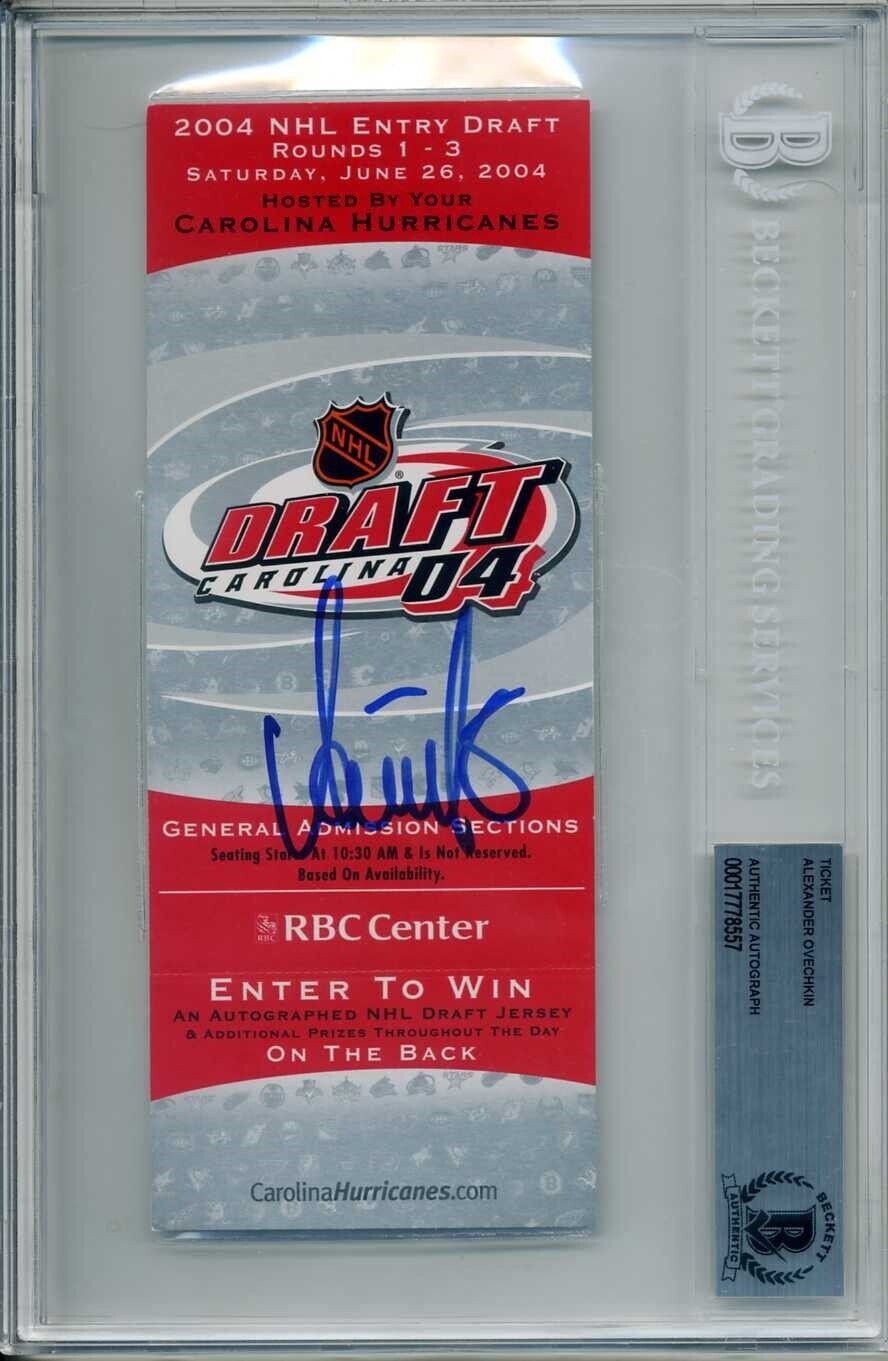 2004 NHL Entry Draft
Rounds 1 - 3
Saturday, June 26, 2004
Hosted By Your
Carolina Hurricanes
NHL
®
DRAFT
CAROLINA 04
General Admission Sections
Seating At 10:30 AM & Is Not Reserved.
Based On Availability.
RBC
RBC Center
Enter To Win
An Autographed NHL Draft Jersey
& Additional Prizes Throughout The Day
On The Back
CarolinaHurricanes.com
B
BECKETT GRADING SERVICES
TICKET
ALEXANDER OVECHKIN
AUTHENTIC AUTOGRAPH
00017778557
BECKETT
B
AUTHENTIC